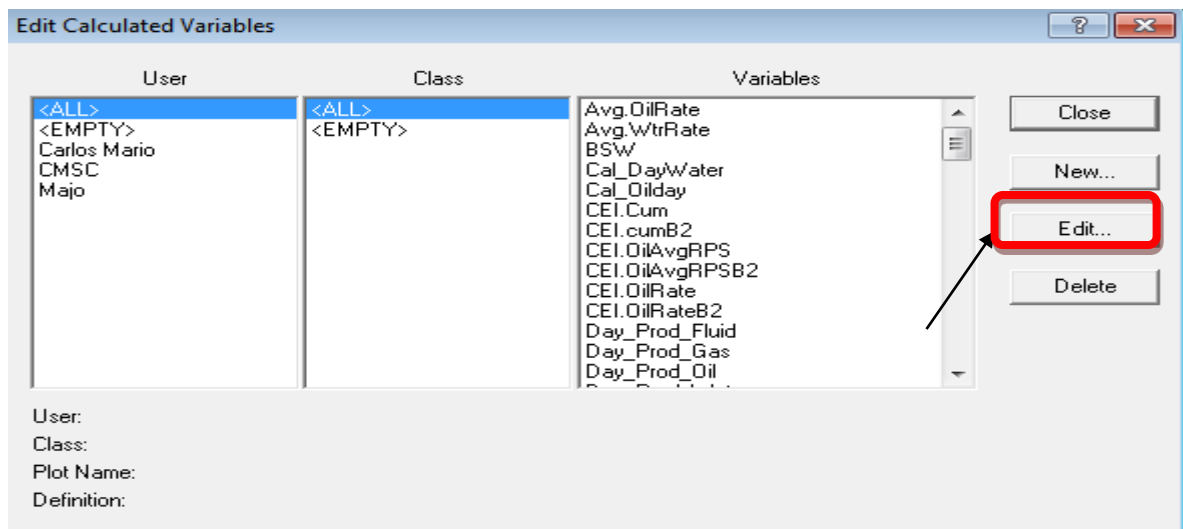 Edit Calculated Variables
User
Class
Variables
<ALL>
<EMPTY>
Carlos Mario
CMSC
Majo
<ALL>
<EMPTY>
Avg.OilRate
Avg.WtrRate
BSW
Cal_DayWater
Cal_Oilday
CEI.Cum
CEI.cumB2
CEI.OilAvgRPS
CEI.OilAvgRPSB2
CEI.OilRate
CEI.OilRateB2
Day_Prod_Fluid
Day_Prod_Gas
Day_Prod_Oil
Close
New...
Edit...
Delete
User:
Class:
Plot Name:
Definition: